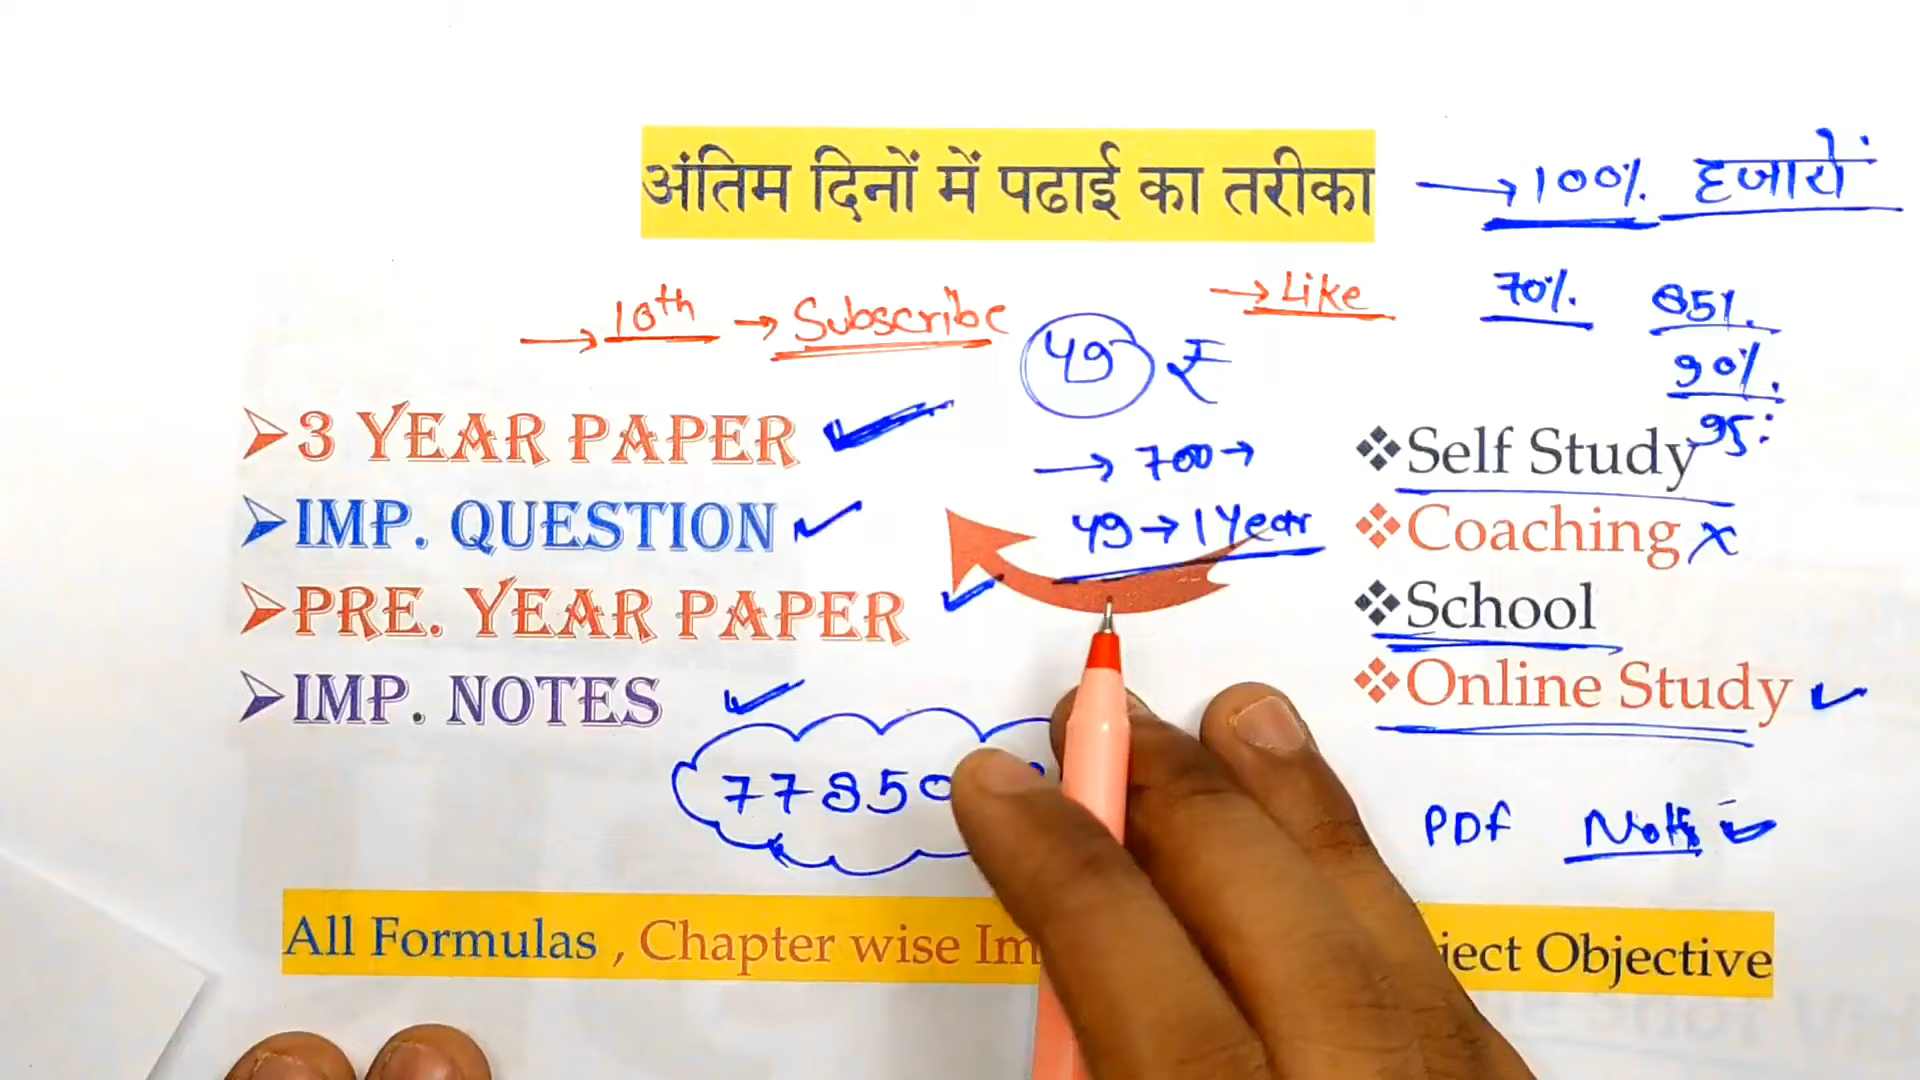 अंतिम दिनों में पढाई का तरीका → 100% हजारों
→ 10th → Subscribe → Like 70% 85%
49 ₹ 90%
95%
➢3 YEAR PAPER ✓ → 700 → ❖Self Study
➢IMP. QUESTION ✓ 49 → 1 Year ❖Coaching x
➢PRE. YEAR PAPER ✓ ❖School
➢IMP. NOTES ✓ ❖Online Study ✓
77850 PDF Notes ✓
All Formulas , Chapter wise Im ject Objective